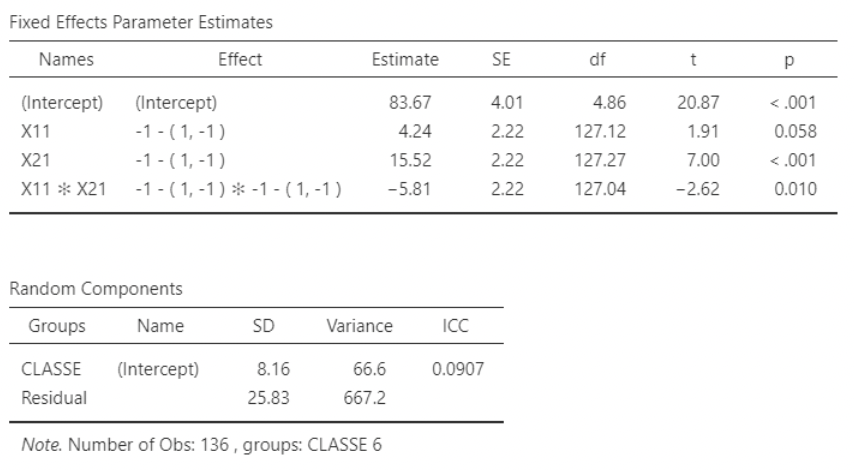 Fixed Effects Parameter Estimates
Names Effect Estimate SE df t p
(Intercept) (Intercept) 83.67 4.01 4.86 20.87 < .001
X11 -1 - ( 1, -1 ) 4.24 2.22 127.12 1.91 0.058
X21 -1 - ( 1, -1 ) 15.52 2.22 127.27 7.00 < .001
X11 ✻ X21 -1 - ( 1, -1 ) ✻ -1 - ( 1, -1 ) −5.81 2.22 127.04 −2.62 0.010
Random Components
Groups Name SD Variance ICC
CLASSE (Intercept) 8.16 66.6 0.0907
Residual 25.83 667.2
Note. Number of Obs: 136 , groups: CLASSE 6